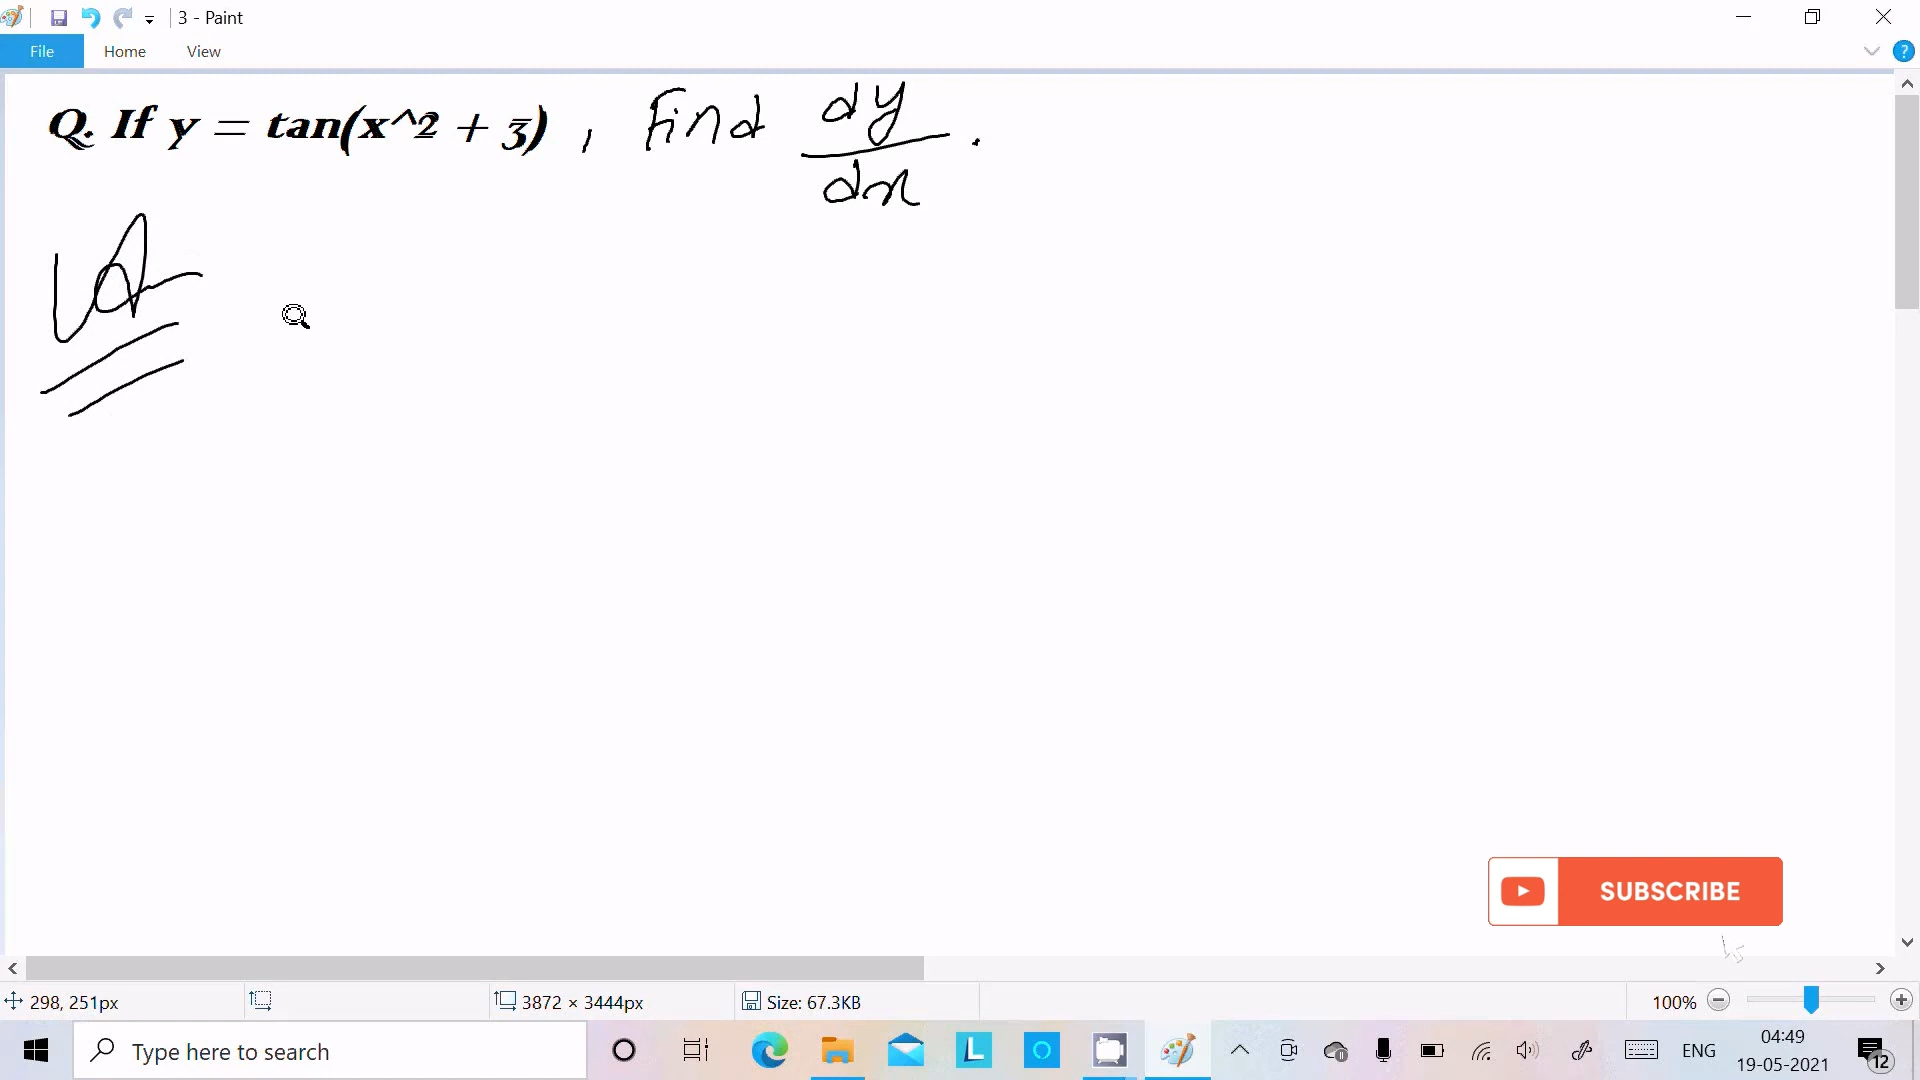 3 - Paint
File Home View
Q. If y = tan(x^2 + 3) , Find dy/dx .
SUBSCRIBE
298, 251px 3872 × 3444px Size: 67.3KB 100%
Type here to search
ENG
04:49
19-05-2021
12